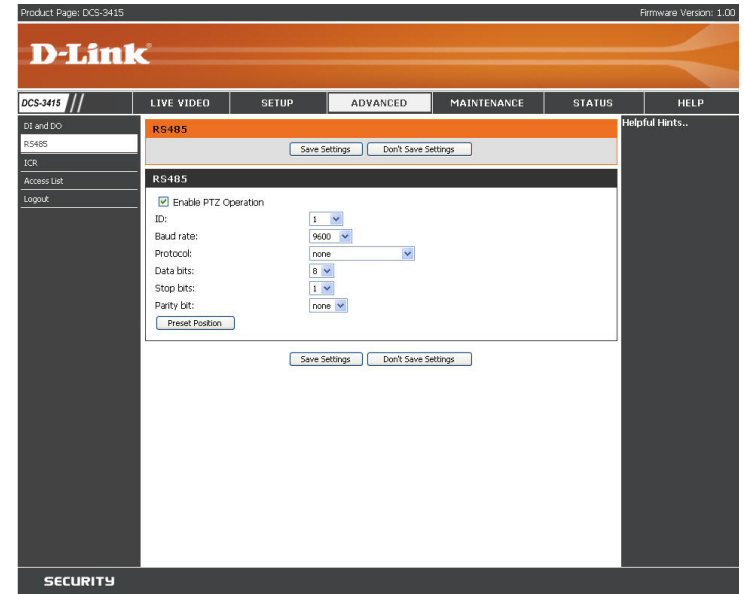 Product Page: DCS-3415 Firmware Version: 1.00
D-Link
DCS-3415 LIVE VIDEO SETUP ADVANCED MAINTENANCE STATUS HELP
DI and DO
RS485
ICR
Access List
Logout
RS485
Save Settings Don't Save Settings
RS485
Enable PTZ Operation
ID: 1
Baud rate: 9600
Protocol: none
Data bits: 8
Stop bits: 1
Parity bit: none
Preset Position
Save Settings Don't Save Settings
Helpful Hints..
SECURITY